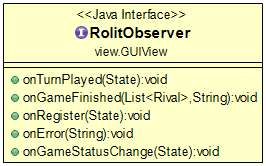 <<Java Interface>>
RolitObserver
view.GUIView
onTurnPlayed(State):void
onGameFinished(List<Rival>,String):void
onRegister(State):void
onError(String):void
onGameStatusChange(State):void